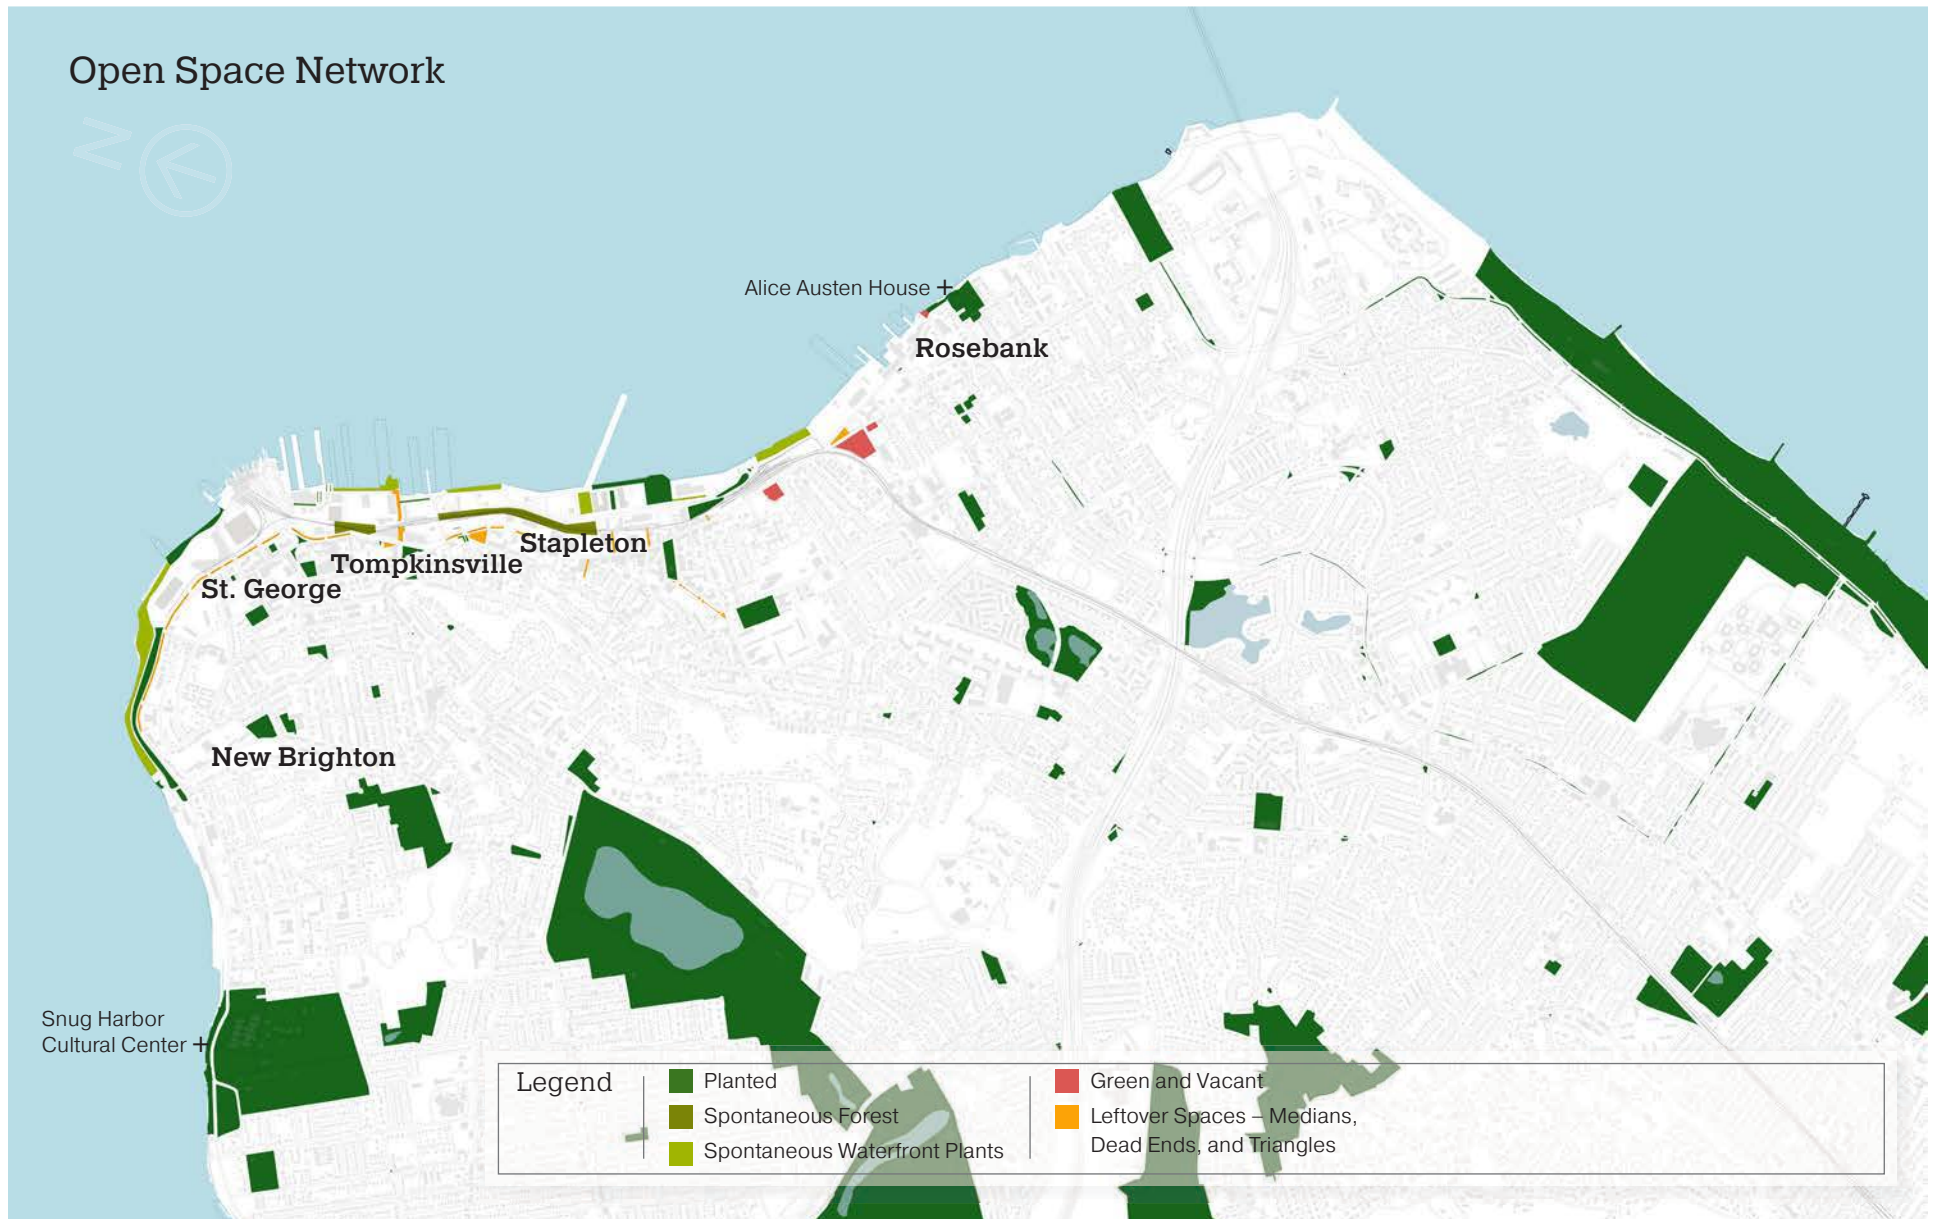 Open Space Network
N
Alice Austen House
Rosebank
Stapleton
Tompkinsville
St. George
New Brighton
Snug Harbor
Cultural Center
Legend
Planted
Spontaneous Forest
Spontaneous Waterfront Plants
Green and Vacant
Leftover Spaces – Medians,
Dead Ends, and Triangles